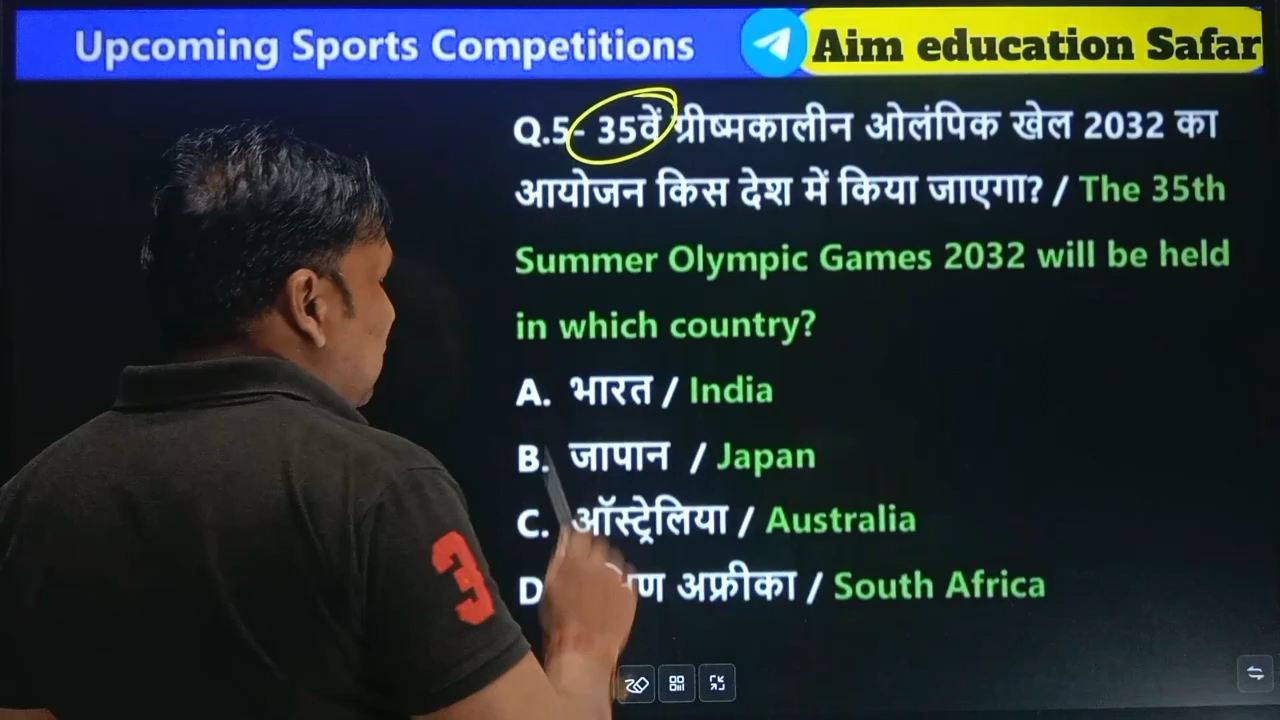 Upcoming Sports Competitions
Aim education Safar
Q.5- 35वें ग्रीष्मकालीन ओलंपिक खेल 2032 का
आयोजन किस देश में किया जाएगा? / The 35th
Summer Olympic Games 2032 will be held
in which country?
A. भारत / India
B. जापान / Japan
C. ऑस्ट्रेलिया / Australia
D अफ्रीका / South Africa
3